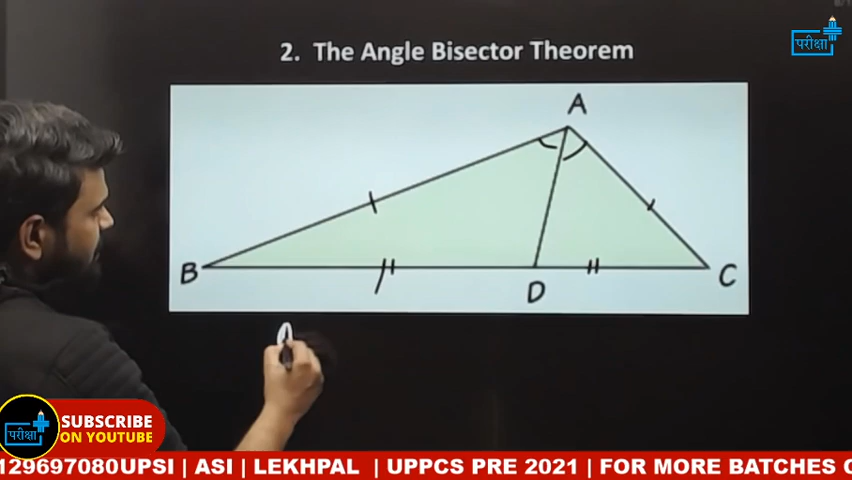 परीक्षा
2. The Angle Bisector Theorem
A
B
D
C
परीक्षा
SUBSCRIBE
ON YOUTUBE
129697080UPSI | ASI | LEKHPAL | UPPCS PRE 2021 | FOR MORE BATCHES